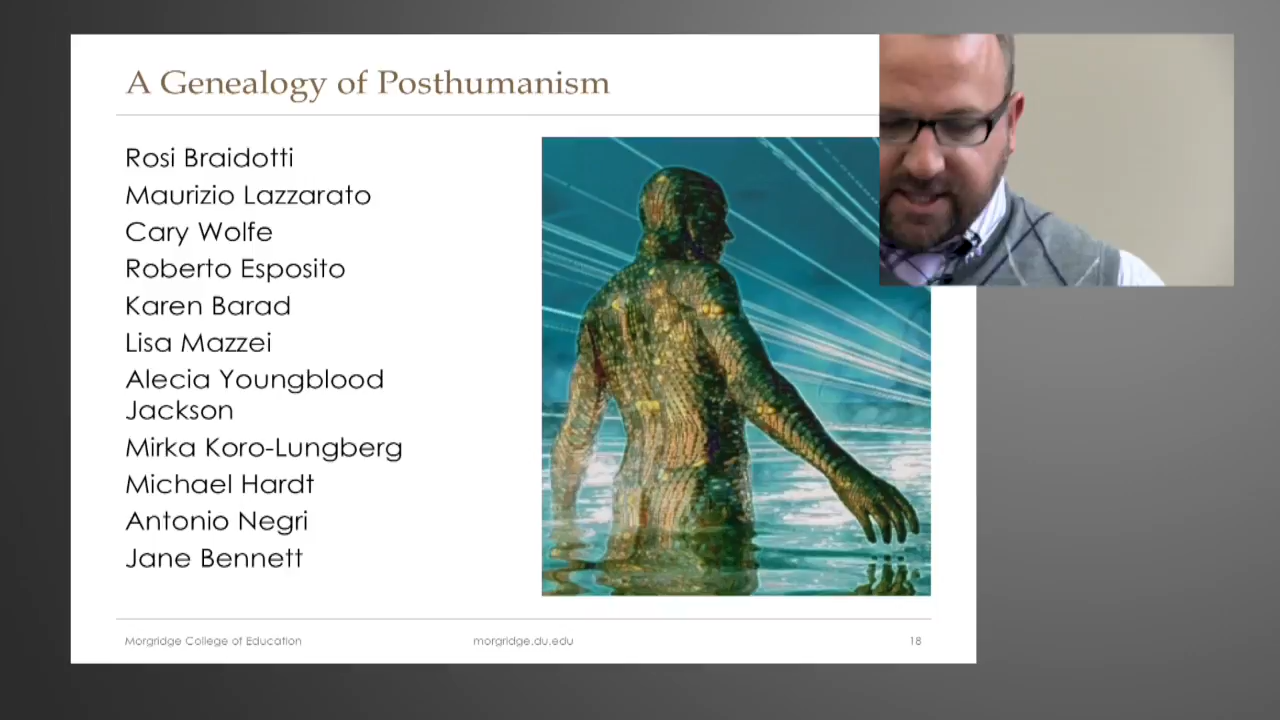 A Genealogy of Posthumanism
Rosi Braidotti
Maurizio Lazzarato
Cary Wolfe
Roberto Esposito
Karen Barad
Lisa Mazzei
Alecia Youngblood
Jackson
Mirka Koro-Lungberg
Michael Hardt
Antonio Negri
Jane Bennett
Morgridge College of Education
morgridge.du.edu
18